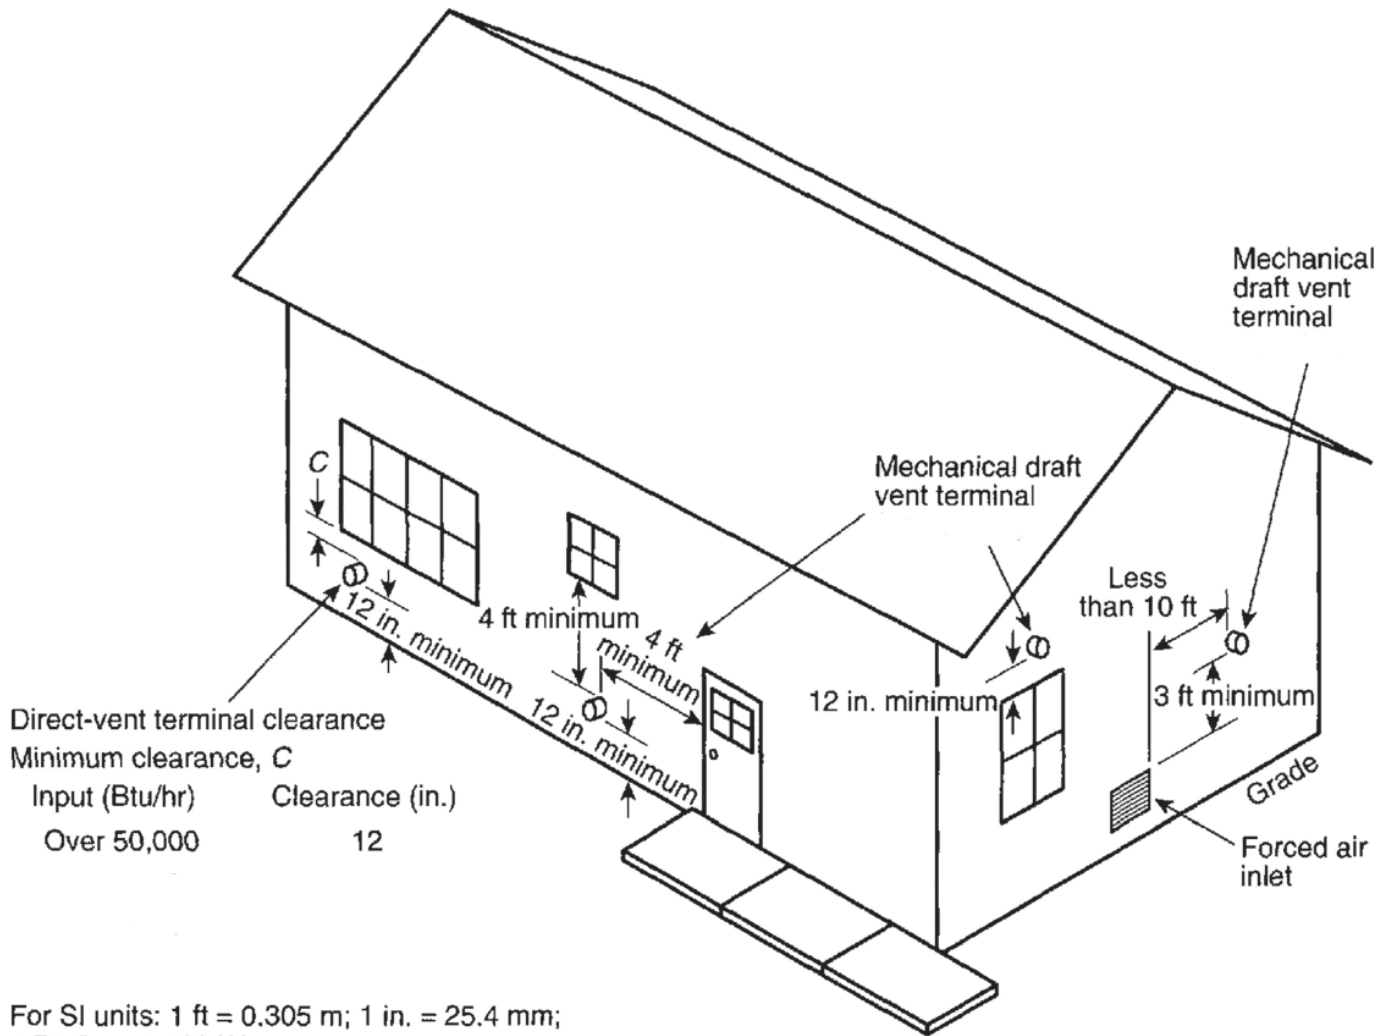 Mechanical
draft vent
terminal
Mechanical draft
vent terminal
C
Less
than 10 ft
12 in. minimum
4 ft minimum
4 ft
minimum
12 in. minimum
12 in. minimum
3 ft minimum
Direct-vent terminal clearance
Minimum clearance, C
Input (Btu/hr) Clearance (in.)
Over 50,000 12
Grade
Forced air
inlet
For SI units: 1 ft = 0.305 m; 1 in. = 25.4 mm;